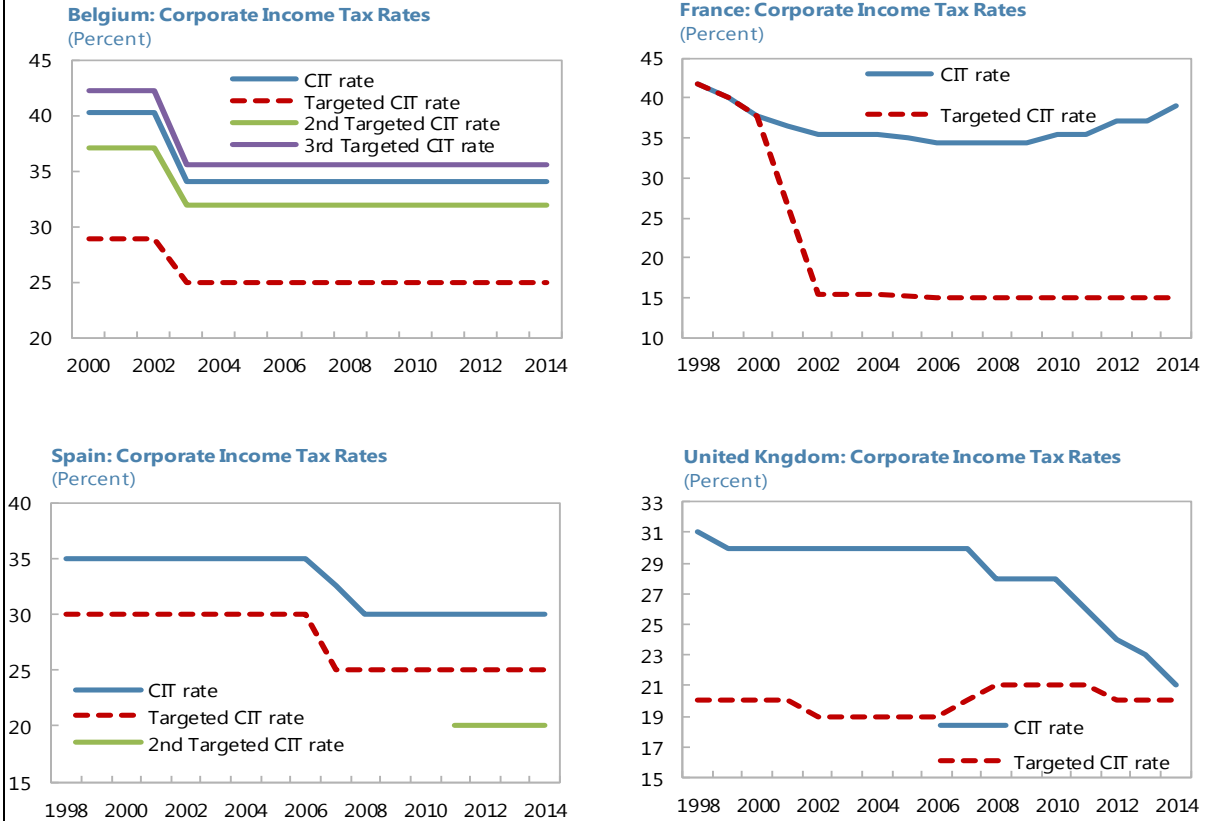 Belgium: Corporate Income Tax Rates
(Percent)
45
40
35
30
25
20
CIT rate
Targeted CIT rate
2nd Targeted CIT rate
3rd Targeted CIT rate
2000 2002 2004 2006 2008 2010 2012 2014
France: Corporate Income Tax Rates
(Percent)
45
40
35
30
25
20
15
10
CIT rate
Targeted CIT rate
1998 2000 2002 2004 2006 2008 2010 2012 2014
Spain: Corporate Income Tax Rates
(Percent)
40
35
30
25
20
15
CIT rate
Targeted CIT rate
2nd Targeted CIT rate
1998 2000 2002 2004 2006 2008 2010 2012 2014
United Kngdom: Corporate Income Tax Rates
(Percent)
33
31
29
27
25
23
21
19
17
15
CIT rate
Targeted CIT rate
1998 2000 2002 2004 2006 2008 2010 2012 2014